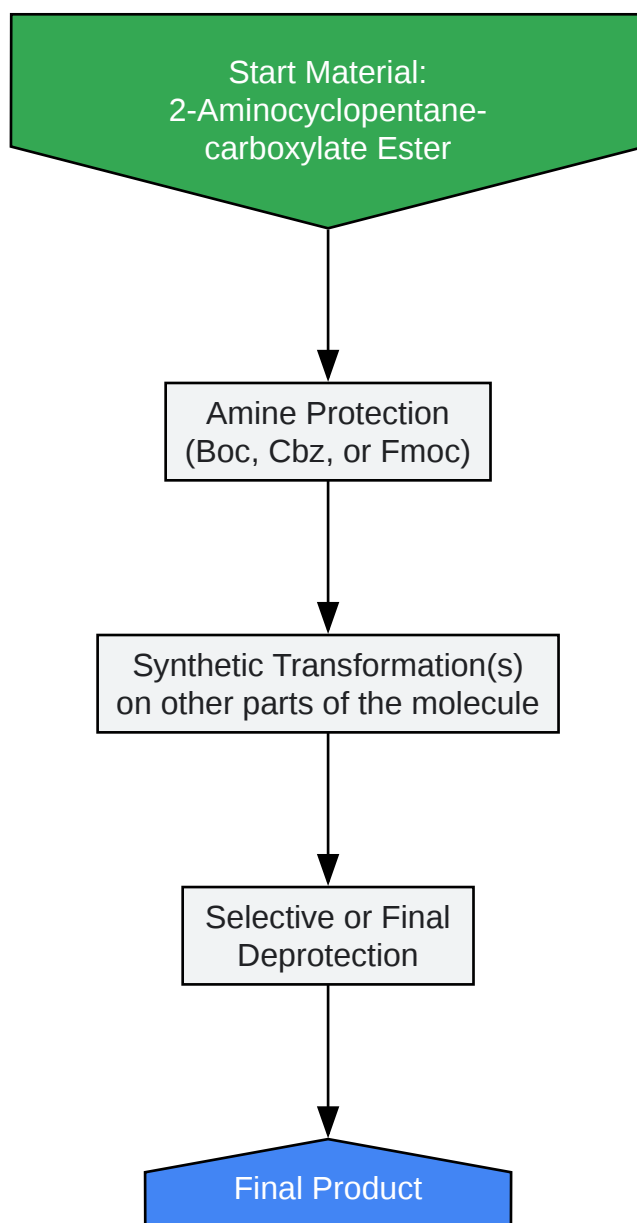 Start Material:
2-Aminocyclopentane-
carboxylate Ester
Amine Protection
(Boc, Cbz, or Fmoc)
Synthetic Transformation(s)
on other parts of the molecule
Selective or Final
Deprotection
Final Product